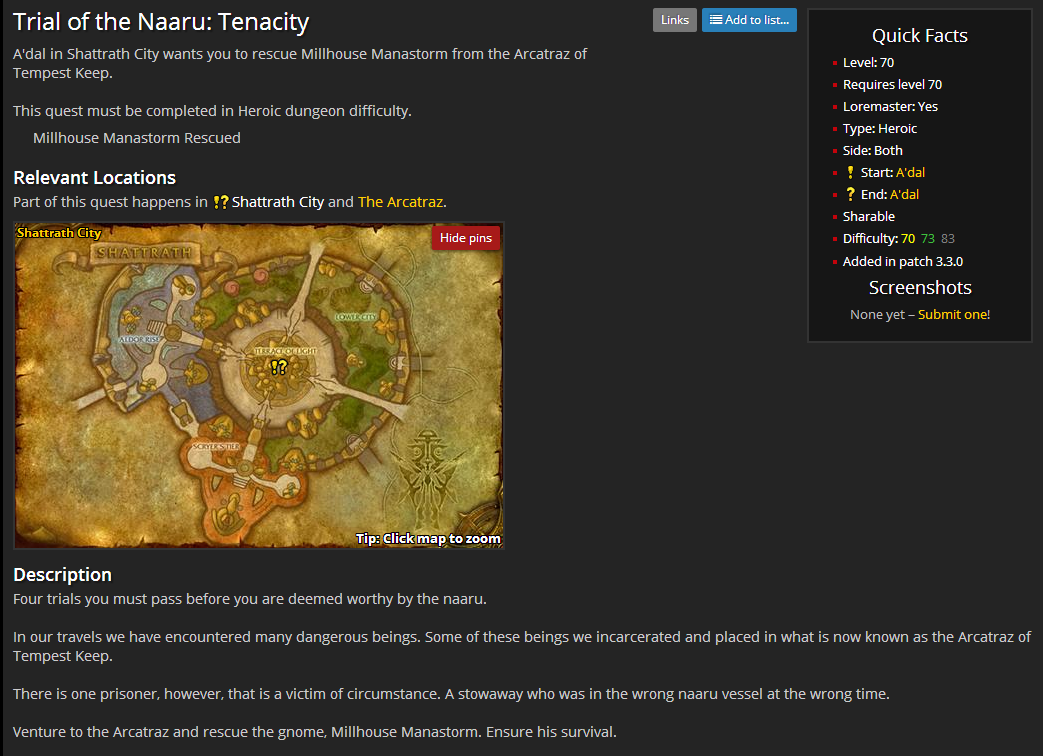 Trial of the Naaru: Tenacity
Links
Add to list...
A'dal in Shattrath City wants you to rescue Millhouse Manastorm from the Arcatraz of
Tempest Keep.
This quest must be completed in Heroic dungeon difficulty.
Millhouse Manastorm Rescued
Relevant Locations
Part of this quest happens in !? Shattrath City and The Arcatraz.
Shattrath City
Hide pins
SHATTRATH
LOWER CITY
ALDOR RISE
TERRACE OF LIGHT
!?
SCRYER'S TIER
Tip: Click map to zoom
Description
Four trials you must pass before you are deemed worthy by the naaru.
In our travels we have encountered many dangerous beings. Some of these beings we incarcerated and placed in what is now known as the Arcatraz of
Tempest Keep.
There is one prisoner, however, that is a victim of circumstance. A stowaway who was in the wrong naaru vessel at the wrong time.
Venture to the Arcatraz and rescue the gnome, Millhouse Manastorm. Ensure his survival.
Quick Facts
Level: 70
Requires level 70
Loremaster: Yes
Type: Heroic
Side: Both
! Start: A'dal
? End: A'dal
Sharable
Difficulty: 70 73 83
Added in patch 3.3.0
Screenshots
None yet – Submit one!